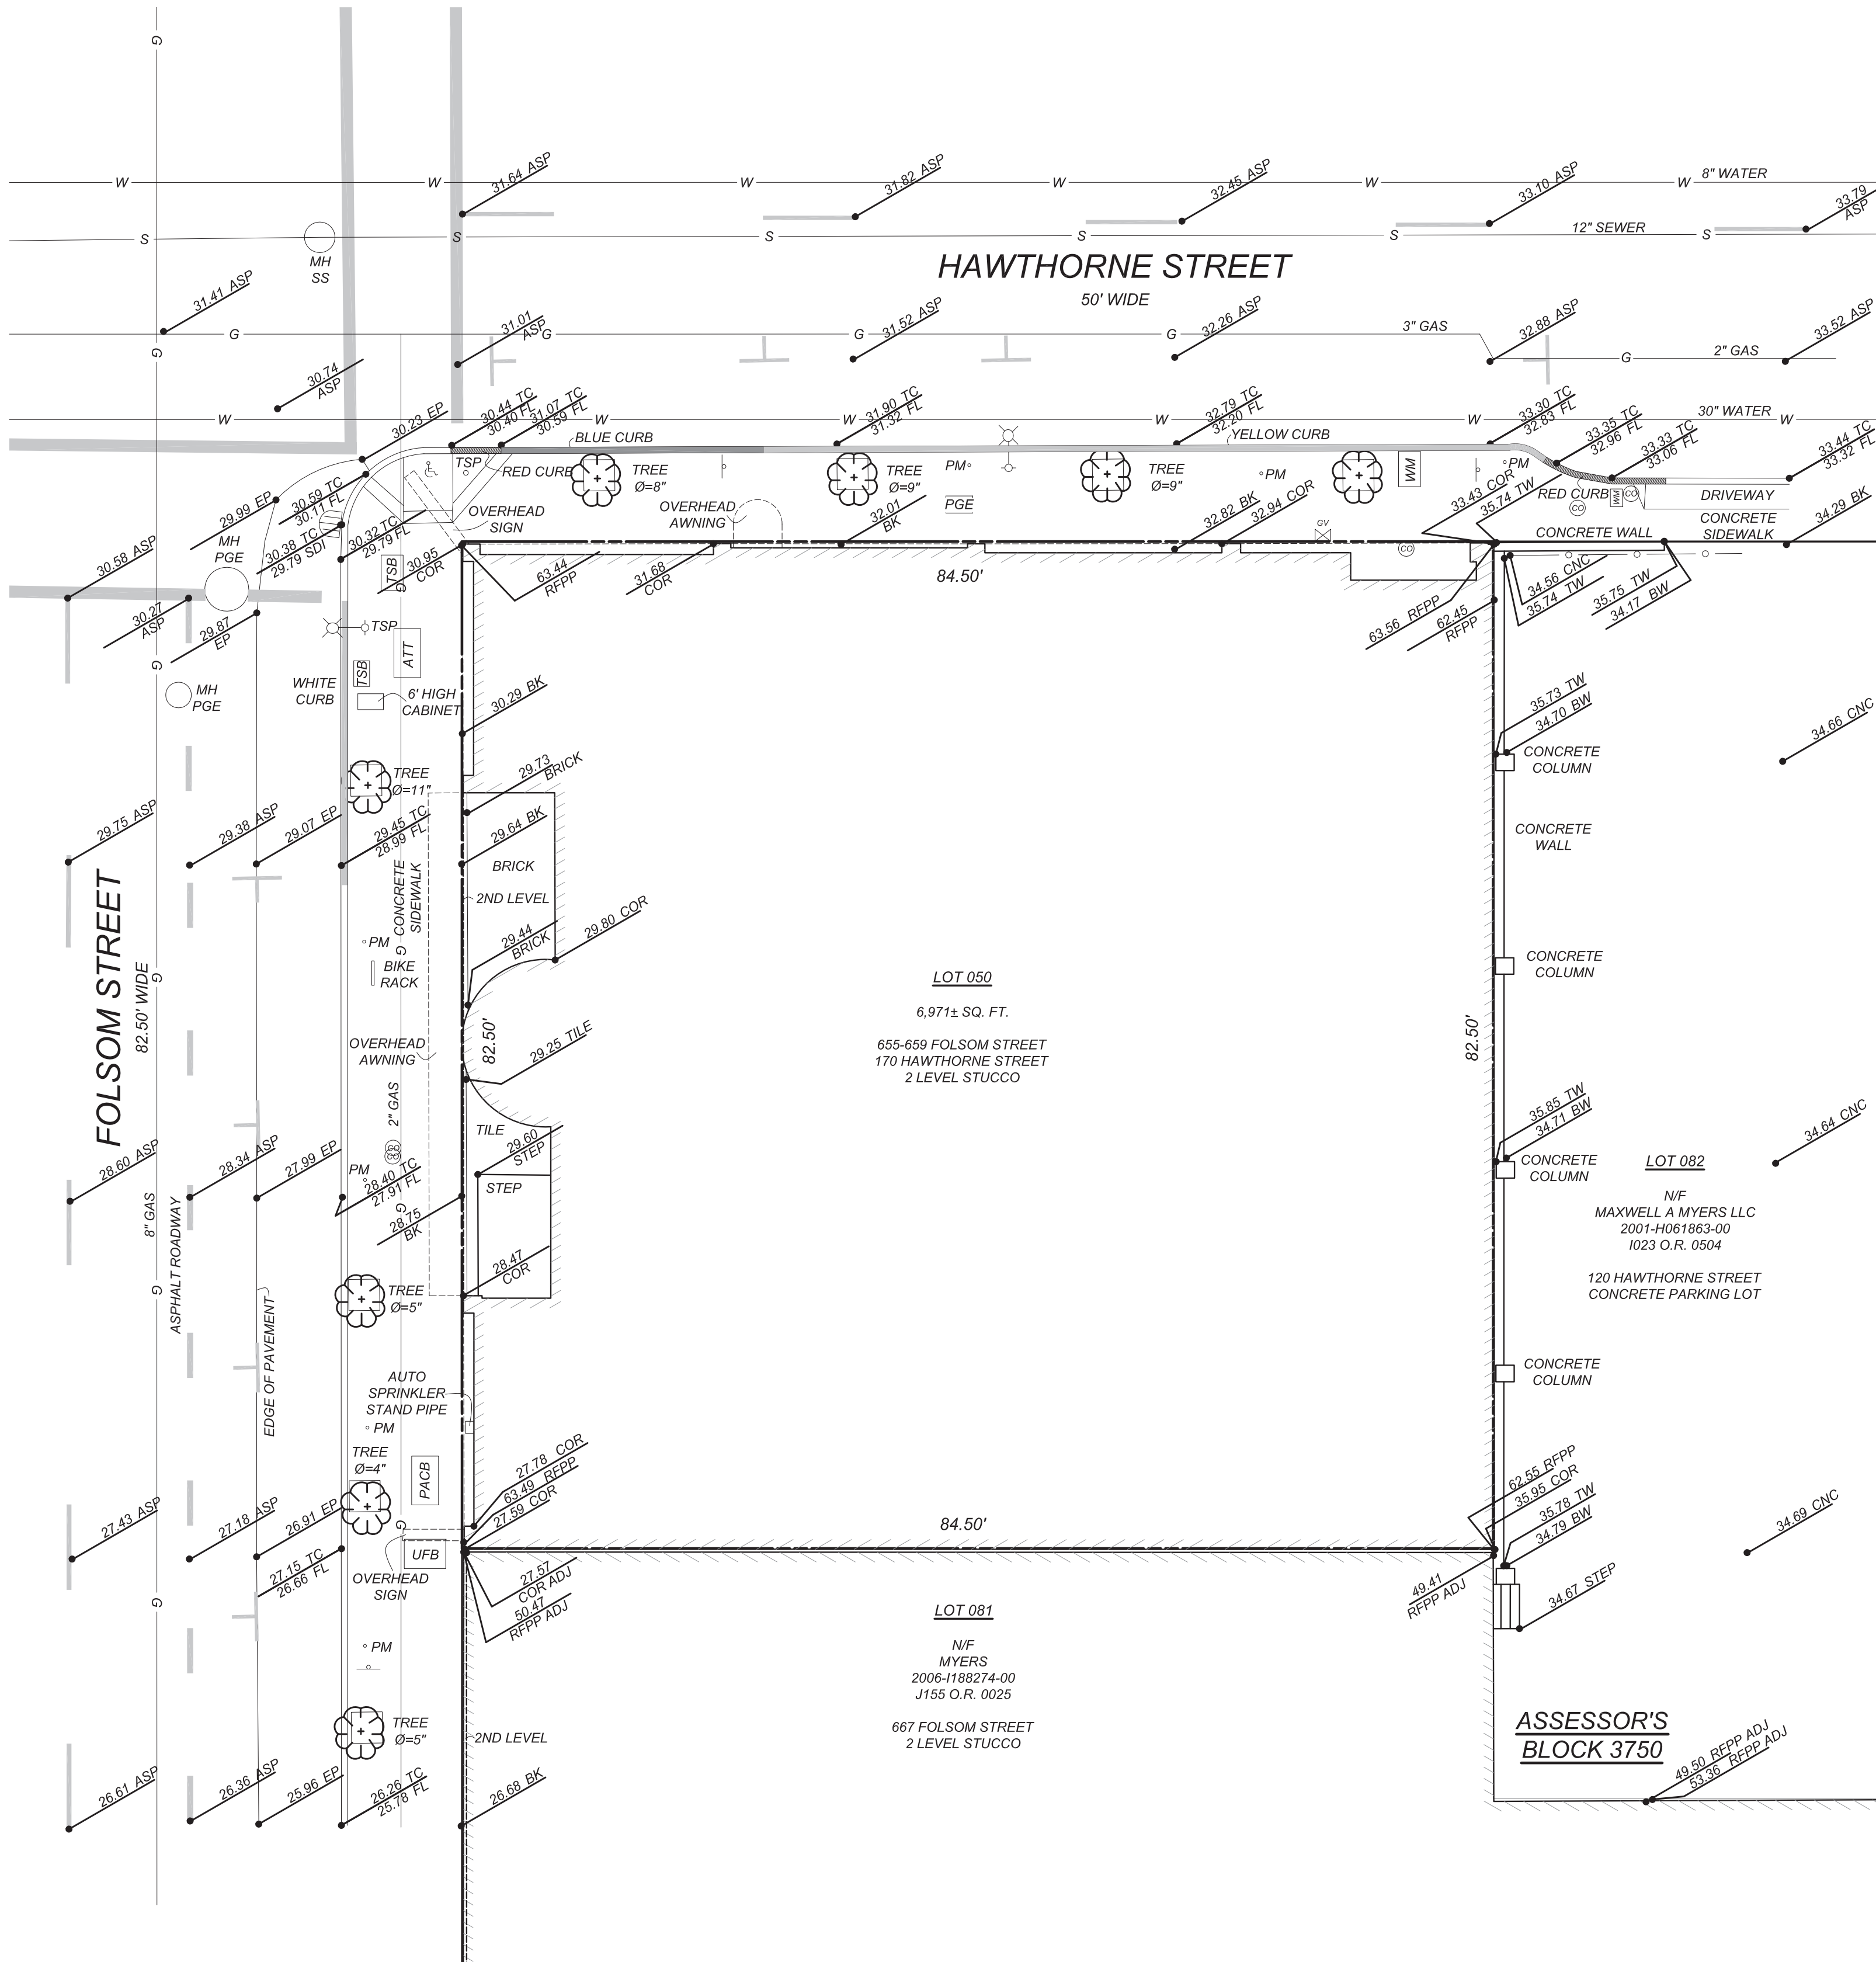 G
31.64 ASP
31.82 ASP
32.45 ASP
33.10 ASP
33.79
ASP
W
W
W
W
W
W
8" WATER
S
S
S
S
S
12" SEWER
S
MH
SS
HAWTHORNE STREET
50' WIDE
31.41 ASP
31.01
ASP
31.52 ASP
32.26 ASP
32.88 ASP
33.52 ASP
G
G
G
G
3" GAS
G
G
2" GAS
30.74
ASP
30.23 EP
30.44 TC
30.40 FL
31.07 TC
30.59 FL
31.90 TC
31.32 FL
32.79 TC
32.20 FL
33.30 TC
32.83 FL
33.35 TC
32.96 FL
33.33 TC
33.06 FL
33.44 TC
33.32 FL
W
W
W
W
W
30" WATER
W
BLUE CURB
YELLOW CURB
TSP
RED CURB
TREE
Ø=8"
TREE
Ø=9"
PM
TREE
Ø=9"
PM
WM
PM
RED CURB
WM
CO
CO
DRIVEWAY
29.99 EP
30.59 TC
30.11 FL
30.38 TC
29.79 SDI
30.32 TC
29.79 FL
30.95
COR
OVERHEAD
SIGN
OVERHEAD
AWNING
PGE
32.01
BK
32.82 BK
32.94 COR
33.43 COR
35.74 TW
GV
CO
CONCRETE WALL
CONCRETE
SIDEWALK
34.29 BK
MH
PGE
30.58 ASP
30.27
ASP
29.87
EP
TSB
G
63.44
RFPP
31.68
COR
84.50'
34.56 CNC
35.74 TW
35.75 TW
34.17 BW
63.56 RFPP
62.45
RFPP
TSP
ATT
G
MH
PGE
WHITE
CURB
TSB
6' HIGH
CABINET
30.29 BK
35.73 TW
34.70 BW
34.66 CNC
CONCRETE
COLUMN
TREE
Ø=11"
29.73
BRICK
29.75 ASP
29.38 ASP
29.07 EP
29.45 TC
28.99 FL
29.64 BK
BRICK
CONCRETE
WALL
2ND LEVEL
CONCRETE
SIDEWALK
29.44
BRICK
29.80 COR
FOLSOM STREET
82.50' WIDE
G
PM
G
BIKE
RACK
CONCRETE
COLUMN
LOT 050
6,971± SQ. FT.
655-659 FOLSOM STREET
170 HAWTHORNE STREET
2 LEVEL STUCCO
OVERHEAD
AWNING
82.50'
82.50'
29.25 TILE
2" GAS
TILE
29.60
STEP
STEP
35.85 TW
34.71 BW
34.64 CNC
CONCRETE
COLUMN
28.60 ASP
28.34 ASP
27.99 EP
PM
28.40 TC
27.91 FL
28.75
BK
G
LOT 082
N/F
MAXWELL A MYERS LLC
2001-H061863-00
I023 O.R. 0504
120 HAWTHORNE STREET
CONCRETE PARKING LOT
8" GAS
ASPHALT ROADWAY
G
28.47
COR
TREE
Ø=5"
EDGE OF PAVEMENT
CONCRETE
COLUMN
AUTO
SPRINKLER
STAND PIPE
PM
TREE
Ø=4"
PACB
27.78 COR
63.49 RFPP
27.59 COR
62.55 RFPP
35.95 COR
35.78 TW
34.79 BW
34.69 CNC
27.43 ASP
27.18 ASP
26.91 EP
G
84.50'
UFB
27.15 TC
26.66 FL
OVERHEAD
SIGN
27.57
COR ADJ
50.47
RFPP ADJ
49.41
RFPP ADJ
34.67 STEP
G
LOT 081
N/F
MYERS
2006-I188274-00
J155 O.R. 0025
667 FOLSOM STREET
2 LEVEL STUCCO
PM
TREE
Ø=5"
2ND LEVEL
ASSESSOR'S
BLOCK 3750
49.50 RFPP ADJ
53.36 RFPP ADJ
26.61 ASP
26.36 ASP
25.96 EP
26.26 TC
25.78 FL
26.68 BK